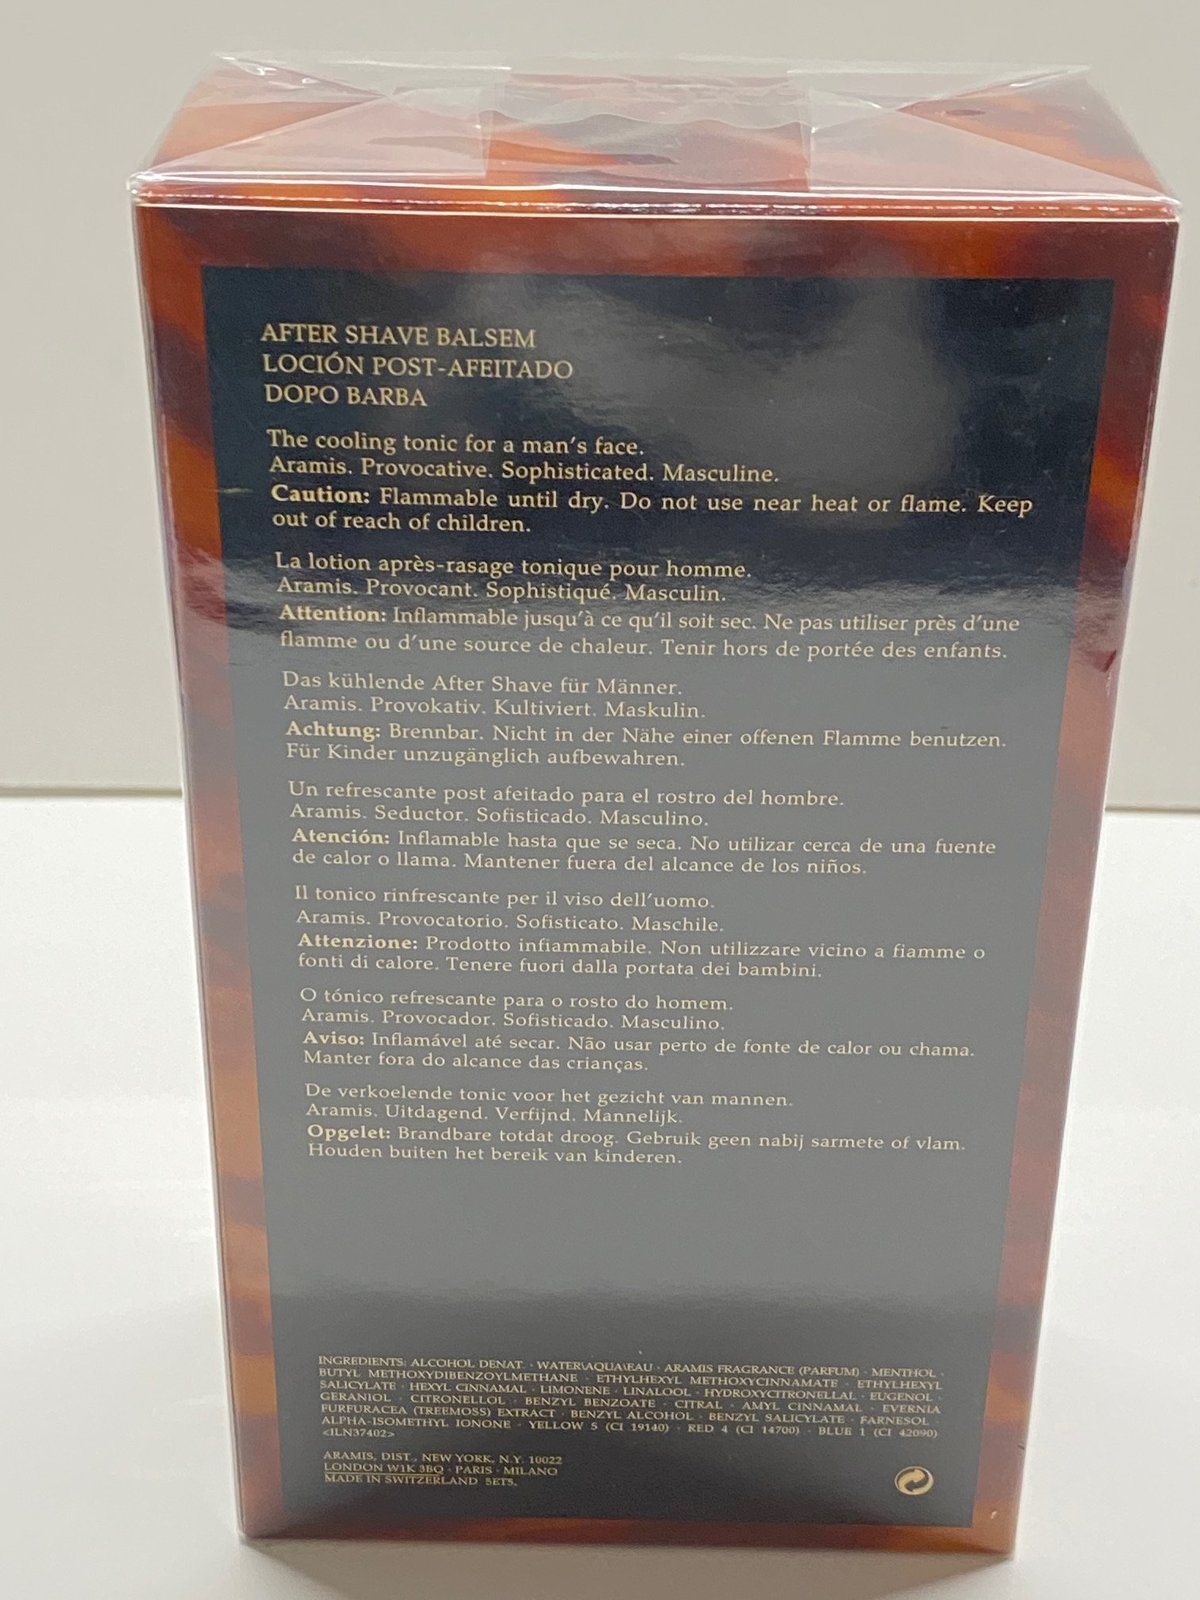 AFTER SHAVE BALSEM
LOCIÓN POST-AFEITADO
DOPO BARBA
The cooling tonic for a man's face.
Aramis. Provocative. Sophisticated. Masculine.
Caution: Flammable until dry. Do not use near heat or flame. Keep
out of reach of children.
La lotion après-rasage tonique pour homme.
Aramis. Provocant. Sophistiqué. Masculin.
Attention: Inflammable jusqu'à ce qu'il soit sec. Ne pas utiliser près d'une
flamme ou d'une source de chaleur. Tenir hors de portée des enfants.
Das kühlende After Shave für Männer.
Aramis. Provokativ. Kultiviert. Maskulin.
Achtung: Brennbar. Nicht in der Nähe einer offenen Flamme benutzen.
Für Kinder unzugänglich aufbewahren.
Un refrescante post afeitado para el rostro del hombre.
Aramis. Seductor. Sofisticado. Masculino.
Atención: Inflamable hasta que se seca. No utilizar cerca de una fuente
de calor o llama. Mantener fuera del alcance de los niños.
Il tonico rinfrescante per il viso dell'uomo.
Aramis. Provocatorio. Sofisticato. Maschile.
Attenzione: Prodotto infiammabile. Non utilizzare vicino a fiamme o
fonti di calore. Tenere fuori dalla portata dei bambini.
O tónico refrescante para o rosto do homem.
Aramis. Provocador. Sofisticado. Masculino.
Aviso: Inflamável até secar. Não usar perto de fonte de calor ou chama.
Manter fora do alcance das crianças.
De verkoelende tonic voor het gezicht van mannen.
Aramis. Uitdagend. Verfijnd. Mannelijk.
Opgelet: Brandbare totdat droog. Gebruik geen nabij sarmete of vlam.
Houden buiten het bereik van kinderen.
INGREDIENTS: ALCOHOL DENAT. · WATER\AQUA\EAU · ARAMIS FRAGRANCE (PARFUM) · MENTHOL ·
BUTYL METHOXYDIBENZOYLMETHANE · ETHYLHEXYL METHOXYCINNAMATE · ETHYLHEXYL
SALICYLATE · HEXYL CINNAMAL · LIMONENE · LINALOOL · HYDROXYCITRONELLAL · EUGENOL ·
GERANIOL · CITRONELLOL · BENZYL BENZOATE · CITRAL · AMYL CINNAMAL · EVERNIA
FURFURACEA (TREEMOSS) EXTRACT · BENZYL ALCOHOL · BENZYL SALICYLATE · FARNESOL ·
ALPHA-ISOMETHYL IONONE · YELLOW 5 (CI 19140) · RED 4 (CI 14700) · BLUE 1 (CI 42090)
<ILN37402>
ARAMIS, DIST., NEW YORK, N.Y. 10022
LONDON W1K 3BQ · PARIS · MILANO
MADE IN SWITZERLAND 5ET5.